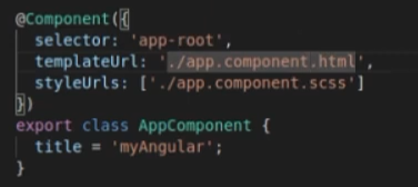 @Component({
  selector: 'app-root',
  templateUrl: './app.component.html',
  styleUrls: ['./app.component.scss']
})
export class AppComponent {
  title = 'myAngular';
}